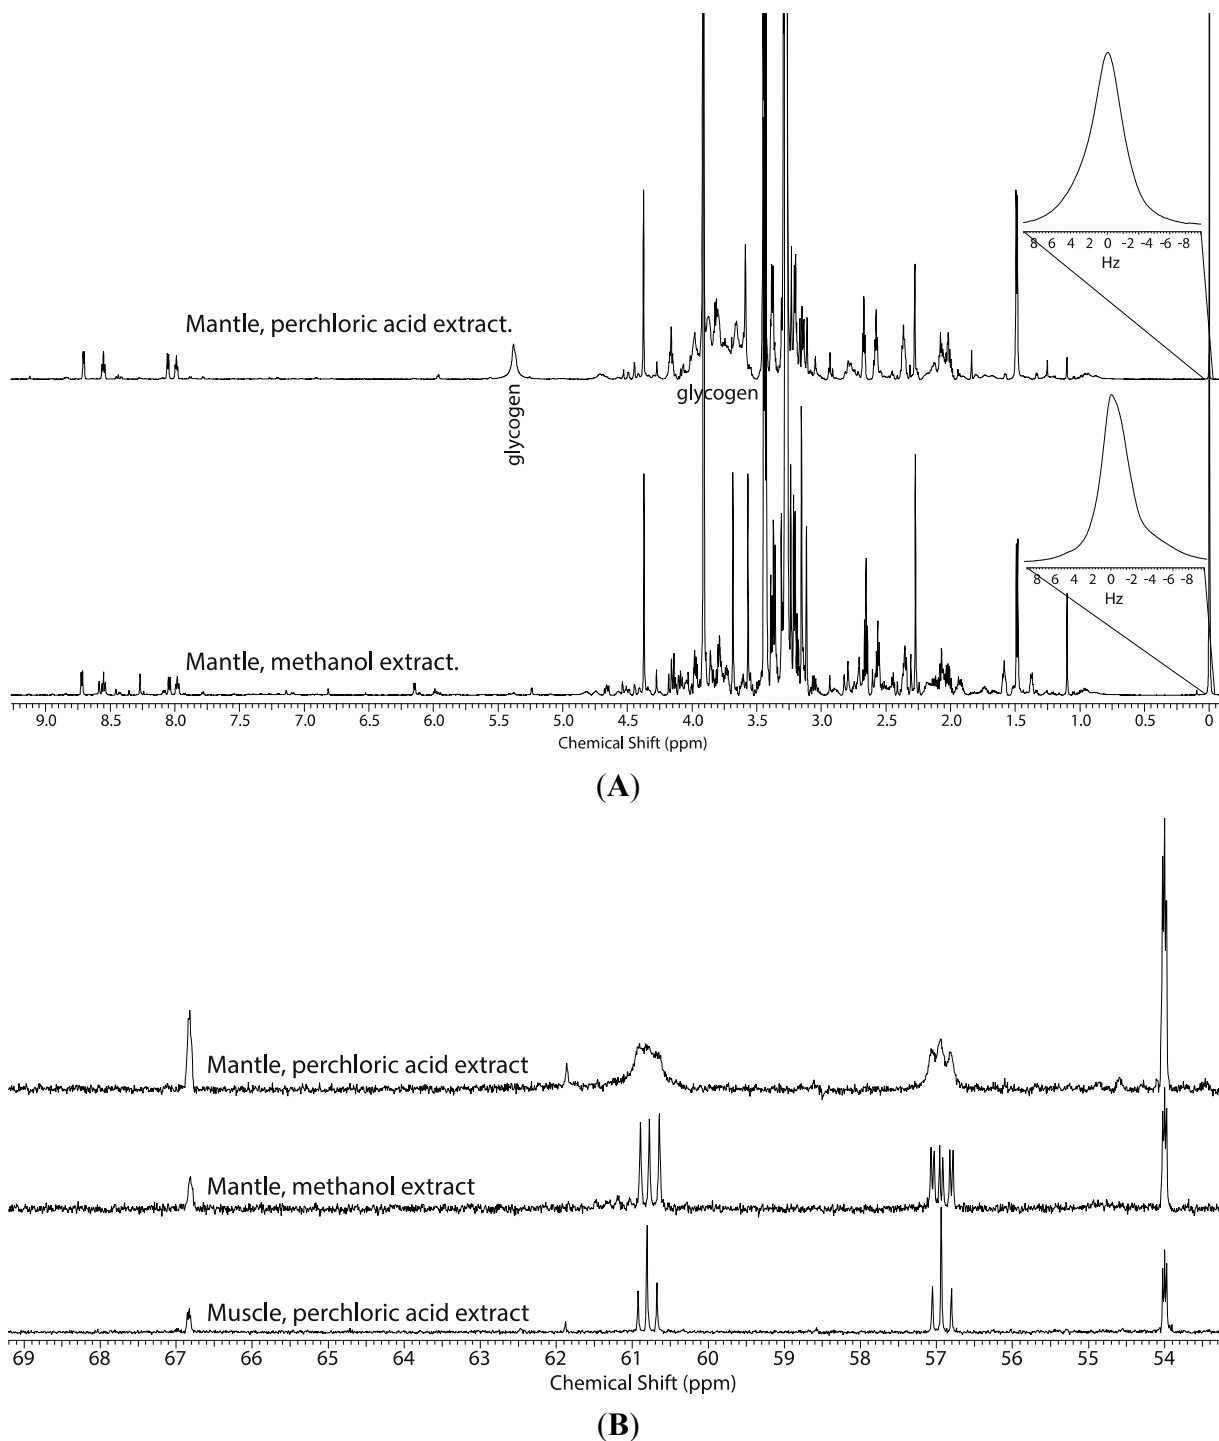 8 6 4 2 0 -2 -4 -6 -8
Hz
Mantle, perchloric acid extract.
glycogen
glycogen
8 6 4 2 0 -2 -4 -6 -8
Hz
Mantle, methanol extract.
9.0 8.5 8.0 7.5 7.0 6.5 6.0 5.5 5.0 4.5 4.0 3.5 3.0 2.5 2.0 1.5 1.0 0.5 0
Chemical Shift (ppm)
(A)
Mantle, perchloric acid extract
Mantle, methanol extract
Muscle, perchloric acid extract
69 68 67 66 65 64 63 62 61 60 59 58 57 56 55 54
Chemical Shift (ppm)
(B)